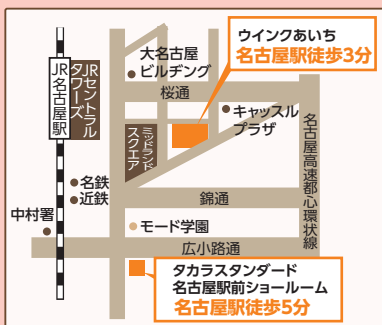 ウインクあいち
名古屋駅徒歩3分
大名古屋
ビルヂング
桜通
JRセントラル
タワーズ
JR名古屋駅
ミッドランド
スクエア
キャッスル
プラザ
名古屋高速都心環状線
名鉄
近鉄
錦通
中村署
モード学園
広小路通
タカラスタンダード
名古屋駅前ショールーム
名古屋駅徒歩5分